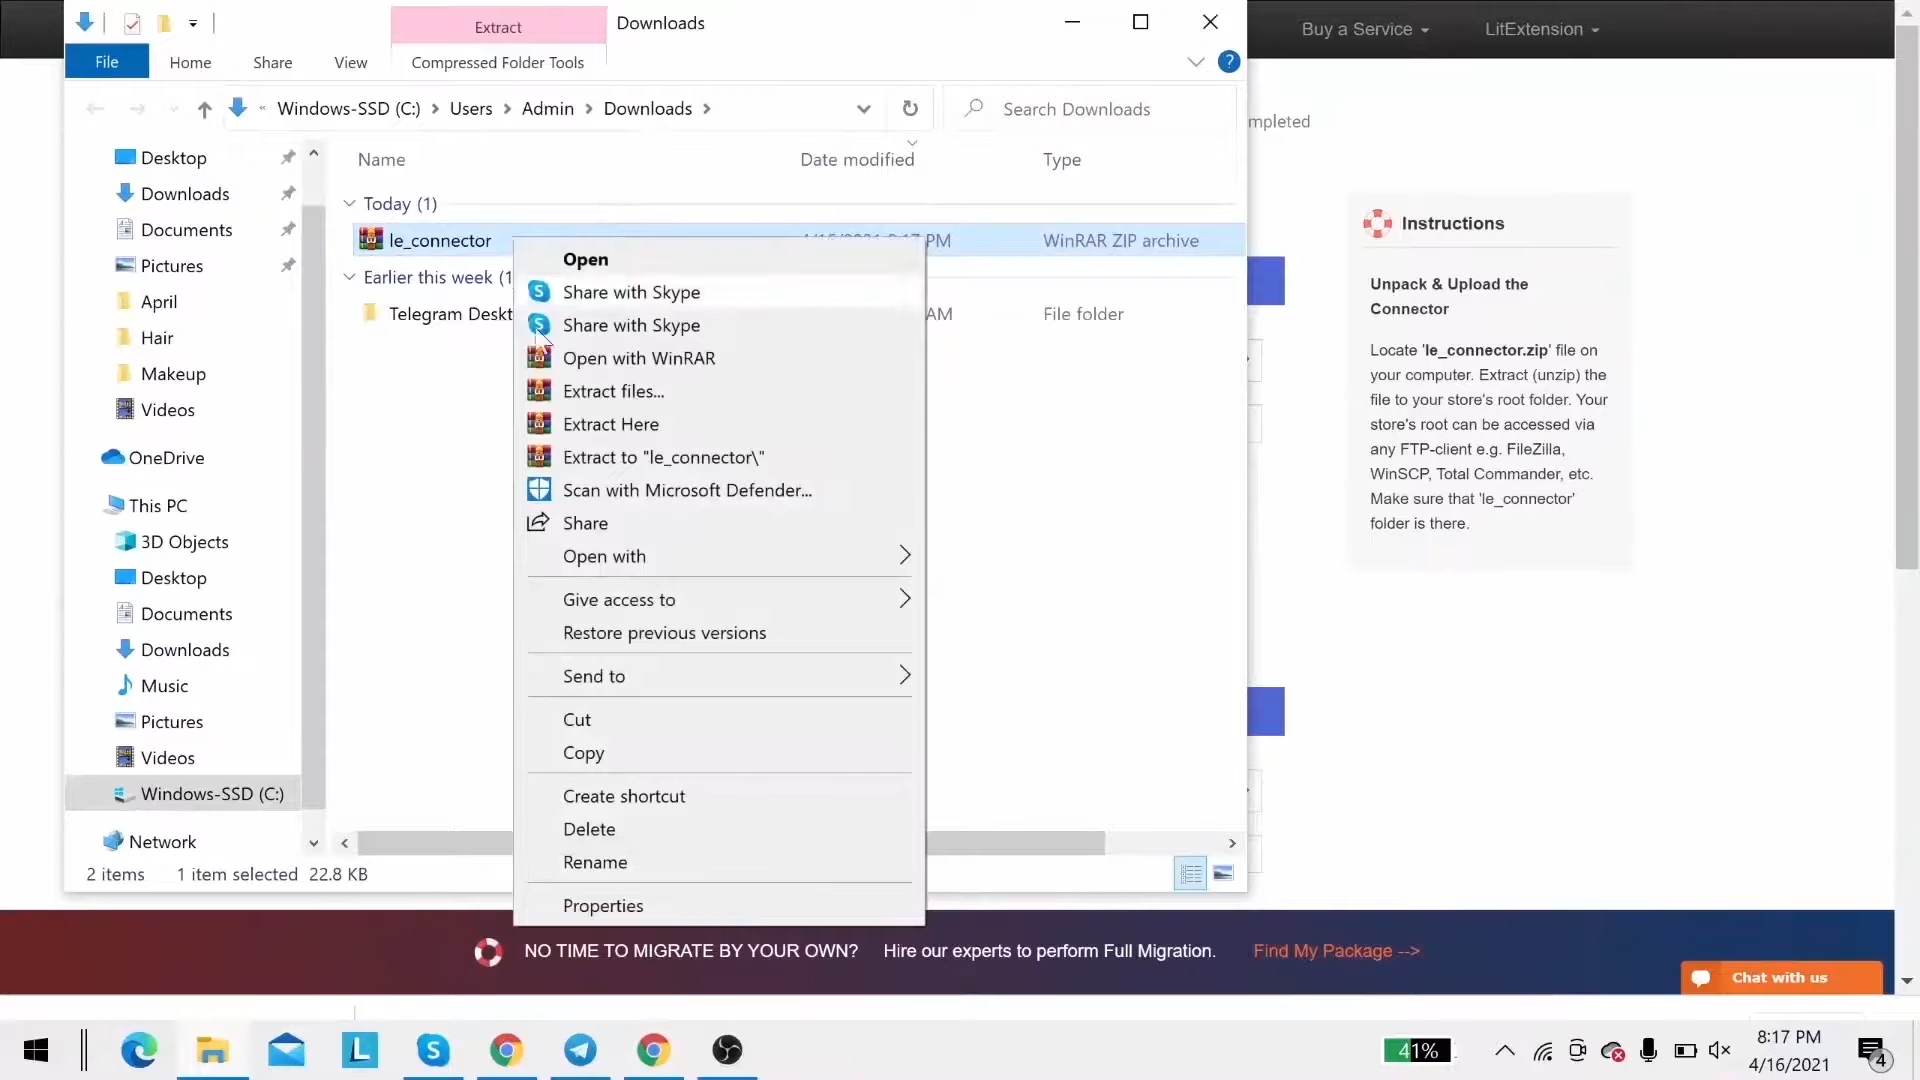 Extract
Downloads
Buy a Service
LitExtension
File
Home
Share
View
Compressed Folder Tools
?
« Windows-SSD (C:) > Users > Admin > Downloads >
Search Downloads
mpleted
Desktop
Downloads
Documents
Pictures
April
Hair
Makeup
Videos
OneDrive
This PC
3D Objects
Desktop
Documents
Downloads
Music
Pictures
Videos
Windows-SSD (C:)
Network
Name
Date modified
Type
Today (1)
le_connector
PM
WinRAR ZIP archive
Earlier this week (1
Telegram Deskt
AM
File folder
Open
Share with Skype
Share with Skype
Open with WinRAR
Extract files...
Extract Here
Extract to "le_connector\"
Scan with Microsoft Defender...
Share
Open with
Give access to
Restore previous versions
Send to
Cut
Copy
Create shortcut
Delete
Rename
Properties
2 items
1 item selected 22.8 KB
Instructions
Unpack & Upload the
Connector
Locate 'le_connector.zip' file on
your computer. Extract (unzip) the
file to your store's root folder. Your
store's root can be accessed via
any FTP-client e.g. FileZilla,
WinSCP, Total Commander, etc.
Make sure that 'le_connector'
folder is there.
NO TIME TO MIGRATE BY YOUR OWN? Hire our experts to perform Full Migration. Find My Package -->
Chat with us
41%
8:17 PM
4/16/2021
4